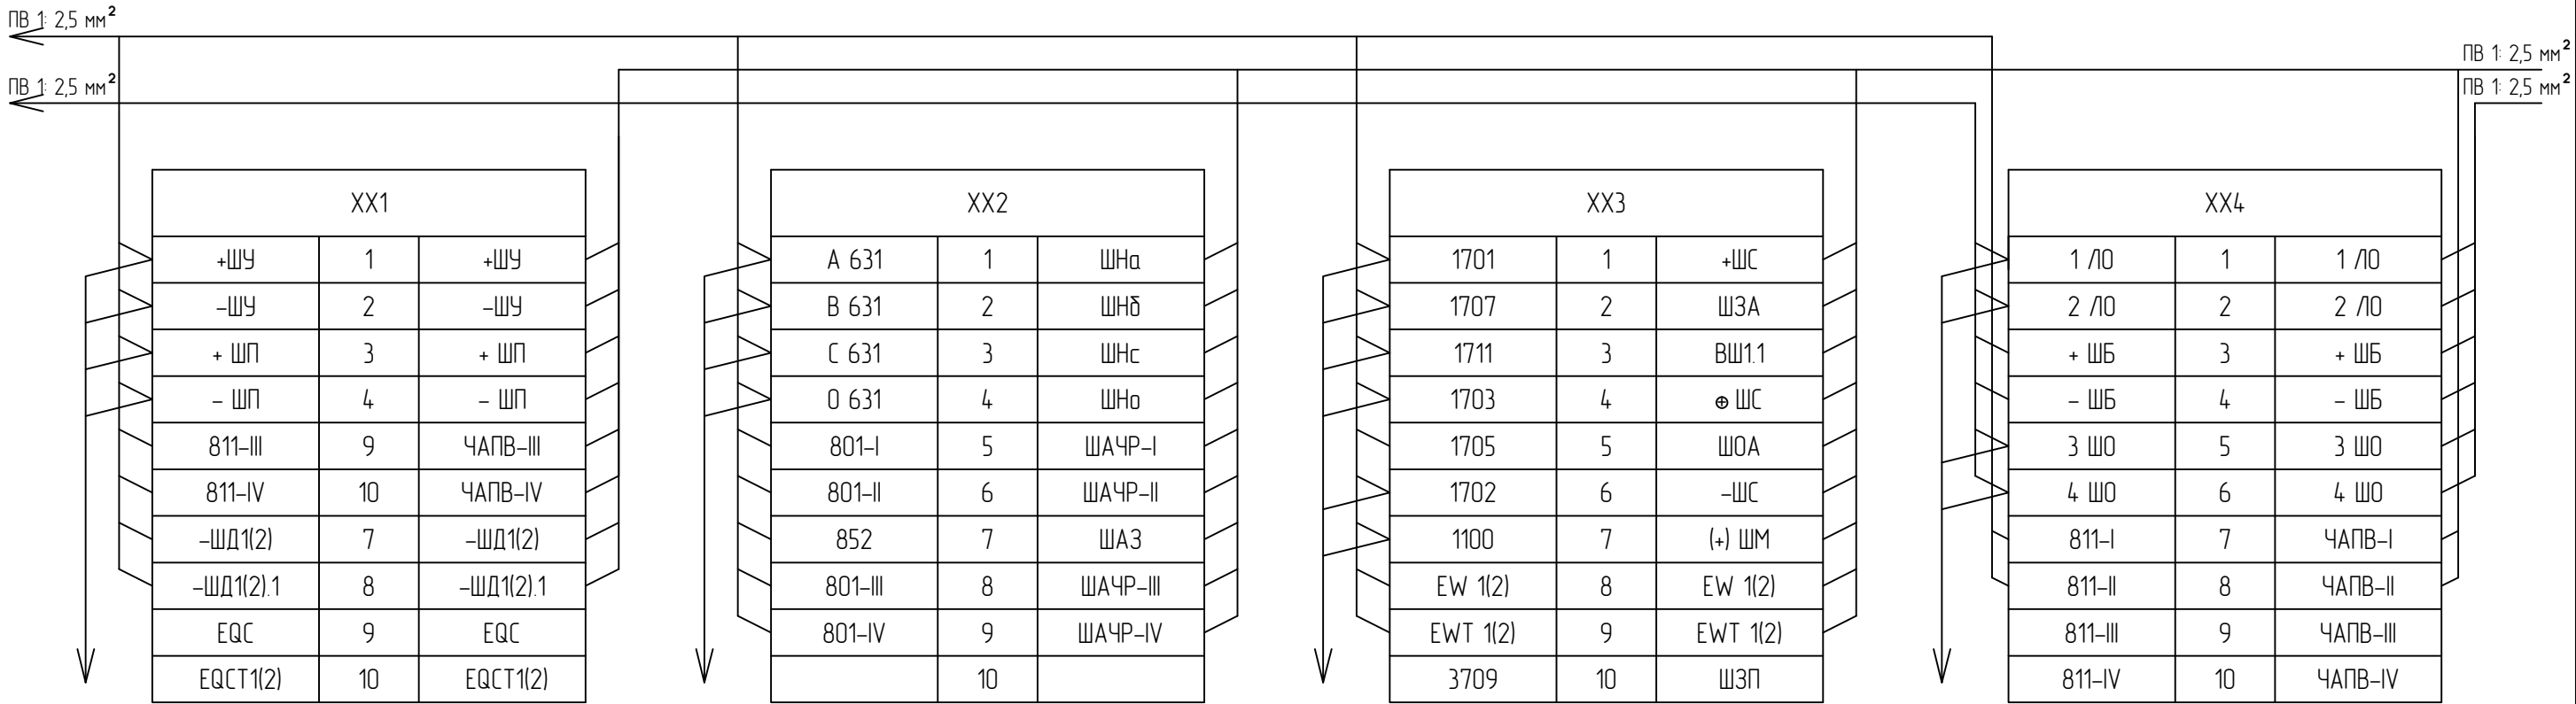 ПВ 1: 2,5 мм²
ПВ 1: 2,5 мм²
ПВ 1: 2,5 мм²
ПВ 1: 2,5 мм²
XX1
+ШУ 1 +ШУ
–ШУ 2 –ШУ
+ ШП 3 + ШП
– ШП 4 – ШП
811–III 9 ЧАПВ–III
811–IV 10 ЧАПВ–IV
–ШД1(2) 7 –ШД1(2)
–ШД1(2).1 8 –ШД1(2).1
EQC 9 EQC
EQCT1(2) 10 EQCT1(2)
XX2
A 631 1 ШНа
B 631 2 ШНб
C 631 3 ШНс
0 631 4 ШНо
801–I 5 ШАЧР–I
801–II 6 ШАЧР–II
852 7 ШАЗ
801–III 8 ШАЧР–III
801–IV 9 ШАЧР–IV
10
XX3
1701 1 +ШС
1707 2 ШЗА
1711 3 ВШ1.1
1703 4 ⊕ ШС
1705 5 ШОА
1702 6 –ШС
1100 7 (+) ШМ
EW 1(2) 8 EW 1(2)
EWT 1(2) 9 EWT 1(2)
3709 10 ШЗП
XX4
1 ЛО 1 1 ЛО
2 ЛО 2 2 ЛО
+ ШБ 3 + ШБ
– ШБ 4 – ШБ
3 ШО 5 3 ШО
4 ШО 6 4 ШО
811–I 7 ЧАПВ–I
811–II 8 ЧАПВ–II
811–III 9 ЧАПВ–III
811–IV 10 ЧАПВ–IV